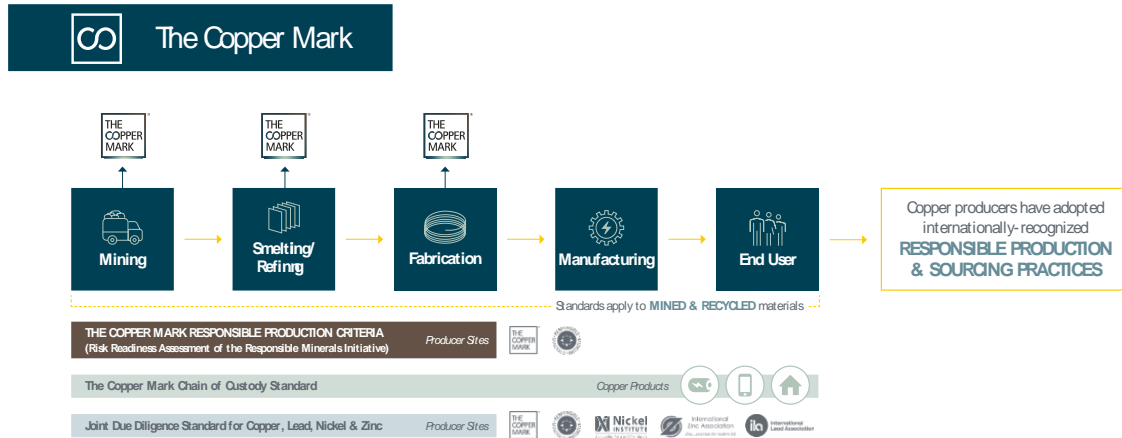 The Copper Mark
THE
COPPER
MARK
THE
COPPER
MARK
THE
COPPER
MARK
Mining
Smelting/
Refining
Fabrication
Manufacturing
End User
Copper producers have adopted
internationally-recognized
RESPONSIBLE PRODUCTION
& SOURCING PRACTICES
Standards apply to MINED & RECYCLED materials
THE COPPER MARK RESPONSIBLE PRODUCTION CRITERIA
(Risk Readiness Assessment of the Responsible Minerals Initiative)
Producer Sites
THE
COPPER
MARK
The Copper Mark Chain of Custody Standard
Copper Products
Joint Due Diligence Standard for Copper, Lead, Nickel & Zinc
Producer Sites
THE
COPPER
MARK
Nickel
INSTITUTE
International
Zinc Association
ila
International
Lead Association